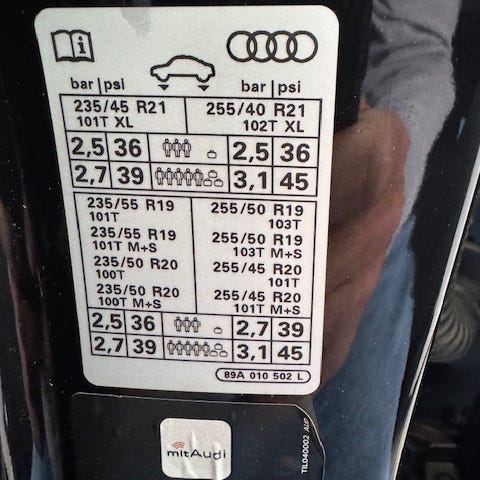 bar psi bar psi
235/45 R21 255/40 R21
101T XL 102T XL
2,5 36 2,5 36
2,7 39 3,1 45
235/55 R19 255/50 R19
101T 103T
235/55 R19 255/50 R19
101T M+S 103T M+S
235/50 R20 255/45 R20
100T 101T
235/50 R20 255/45 R20
100T M+S 101T M+S
2,5 36 2,7 39
2,7 39 3,1 45
89A 010 502 L
mitAudi
TIL040002 .AUF